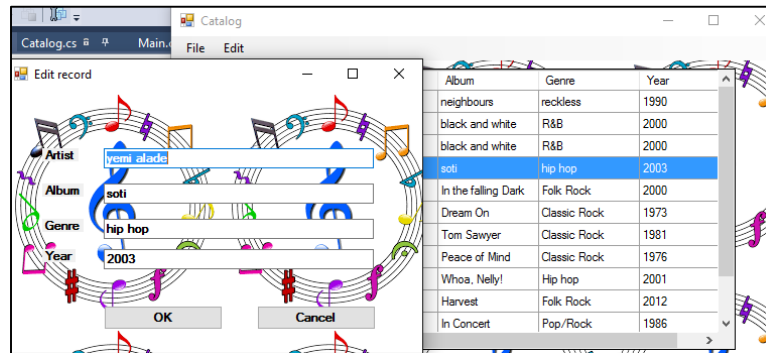 Catalog
Catalog.cs
Main.
File Edit
Edit record
Album Genre Year
neighbours reckless 1990
black and white R&B 2000
black and white R&B 2000
Artist yemi alade
soti hip hop 2003
Album soti
In the falling Dark Folk Rock 2000
Dream On Classic Rock 1973
Genre hip hop
Tom Sawyer Classic Rock 1981
Year 2003
Peace of Mind Classic Rock 1976
Whoa, Nelly! Hip hop 2001
Harvest Folk Rock 2012
OK Cancel
In Concert Pop/Rock 1986